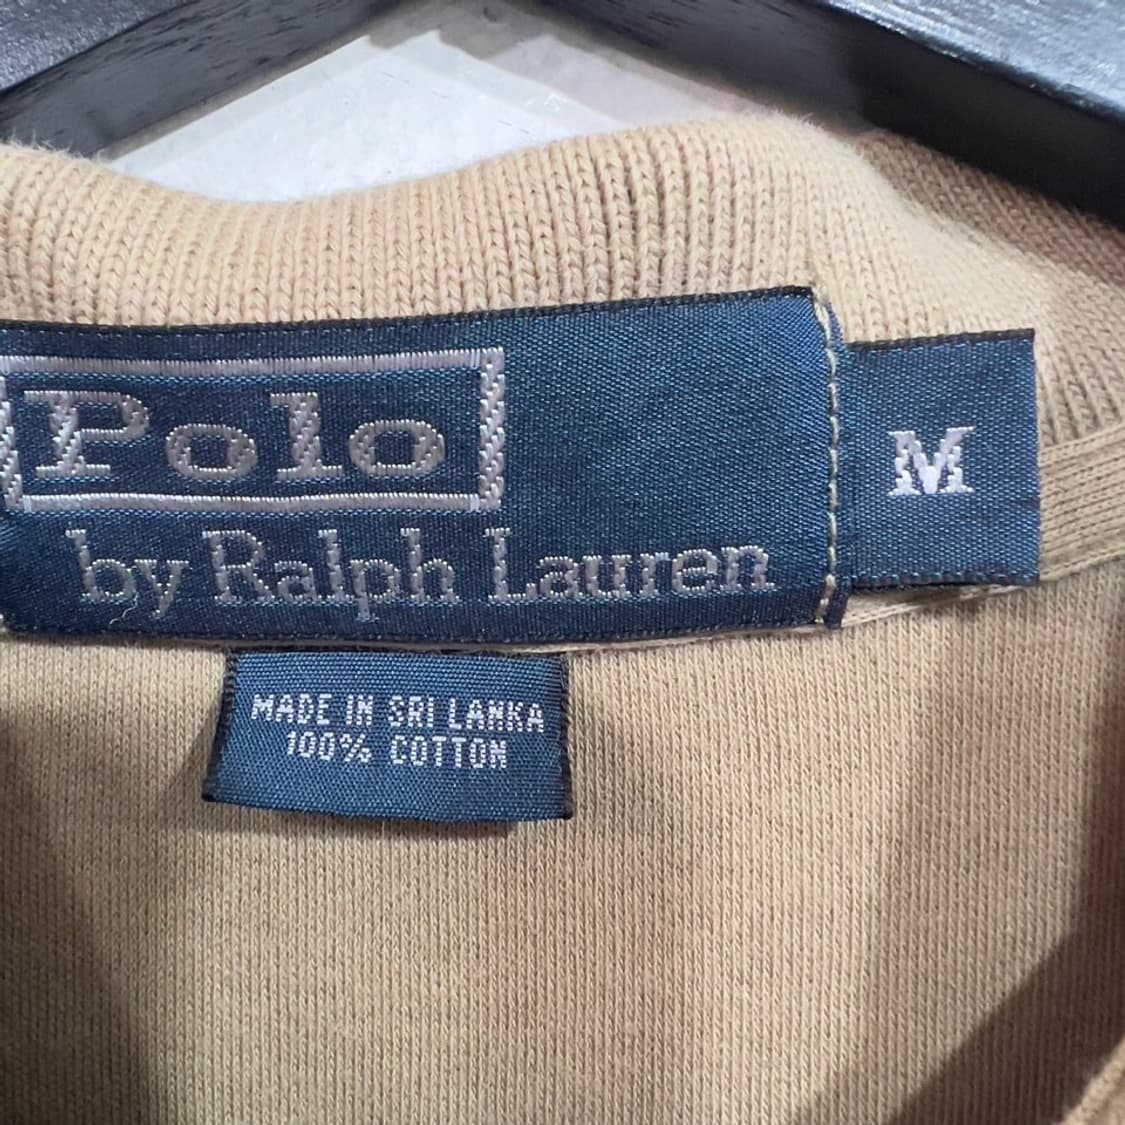 Polo
by Ralph Lauren
M
MADE IN SRI LANKA
100% COTTON